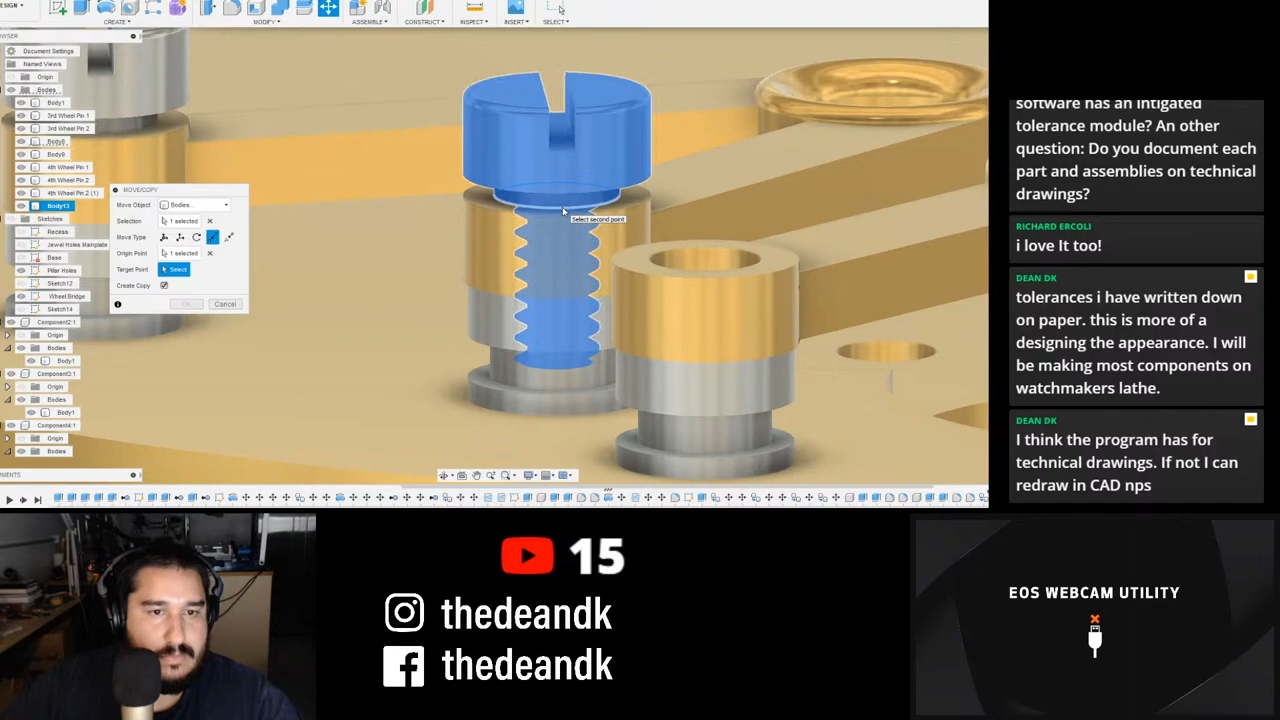 CREATE
MODIFY
ASSEMBLE
CONSTRUCT
INSPECT
INSERT
SELECT
Document Settings
Named Views
Origin
Bodies
Body1
3rd Wheel Pin 1
3rd Wheel Pin 2
Body8
Body9
4th Wheel Pin 1
4th Wheel Pin 2
4th Wheel Pin 2 (1)
Body13
Sketches
Recess
Jewel Holes Mainplate
Base
Pillar Holes
Sketch12
Wheel Bridge
Sketch14
Component2:1
Origin
Bodies
Body1
Component3:1
Origin
Bodies
Body1
Component4:1
Origin
Bodies
MOVE/COPY
Move Object Bodies...
Selection 1 selected
Move Type
Origin Point 1 selected
Target Point Select
Create Copy
Cancel
Select second point
software has an intigated
tolerance module? An other
question: Do you document each
part and assemblies on technical
drawings?
RICHARD ERCOLI
i love It too!
DEAN DK
tolerances i have written down
on paper. this is more of a
designing the appearance. I will
be making most components on
watchmakers lathe.
DEAN DK
I think the program has for
technical drawings. If not I can
redraw in CAD nps
15
thedeandk
thedeandk
EOS WEBCAM UTILITY